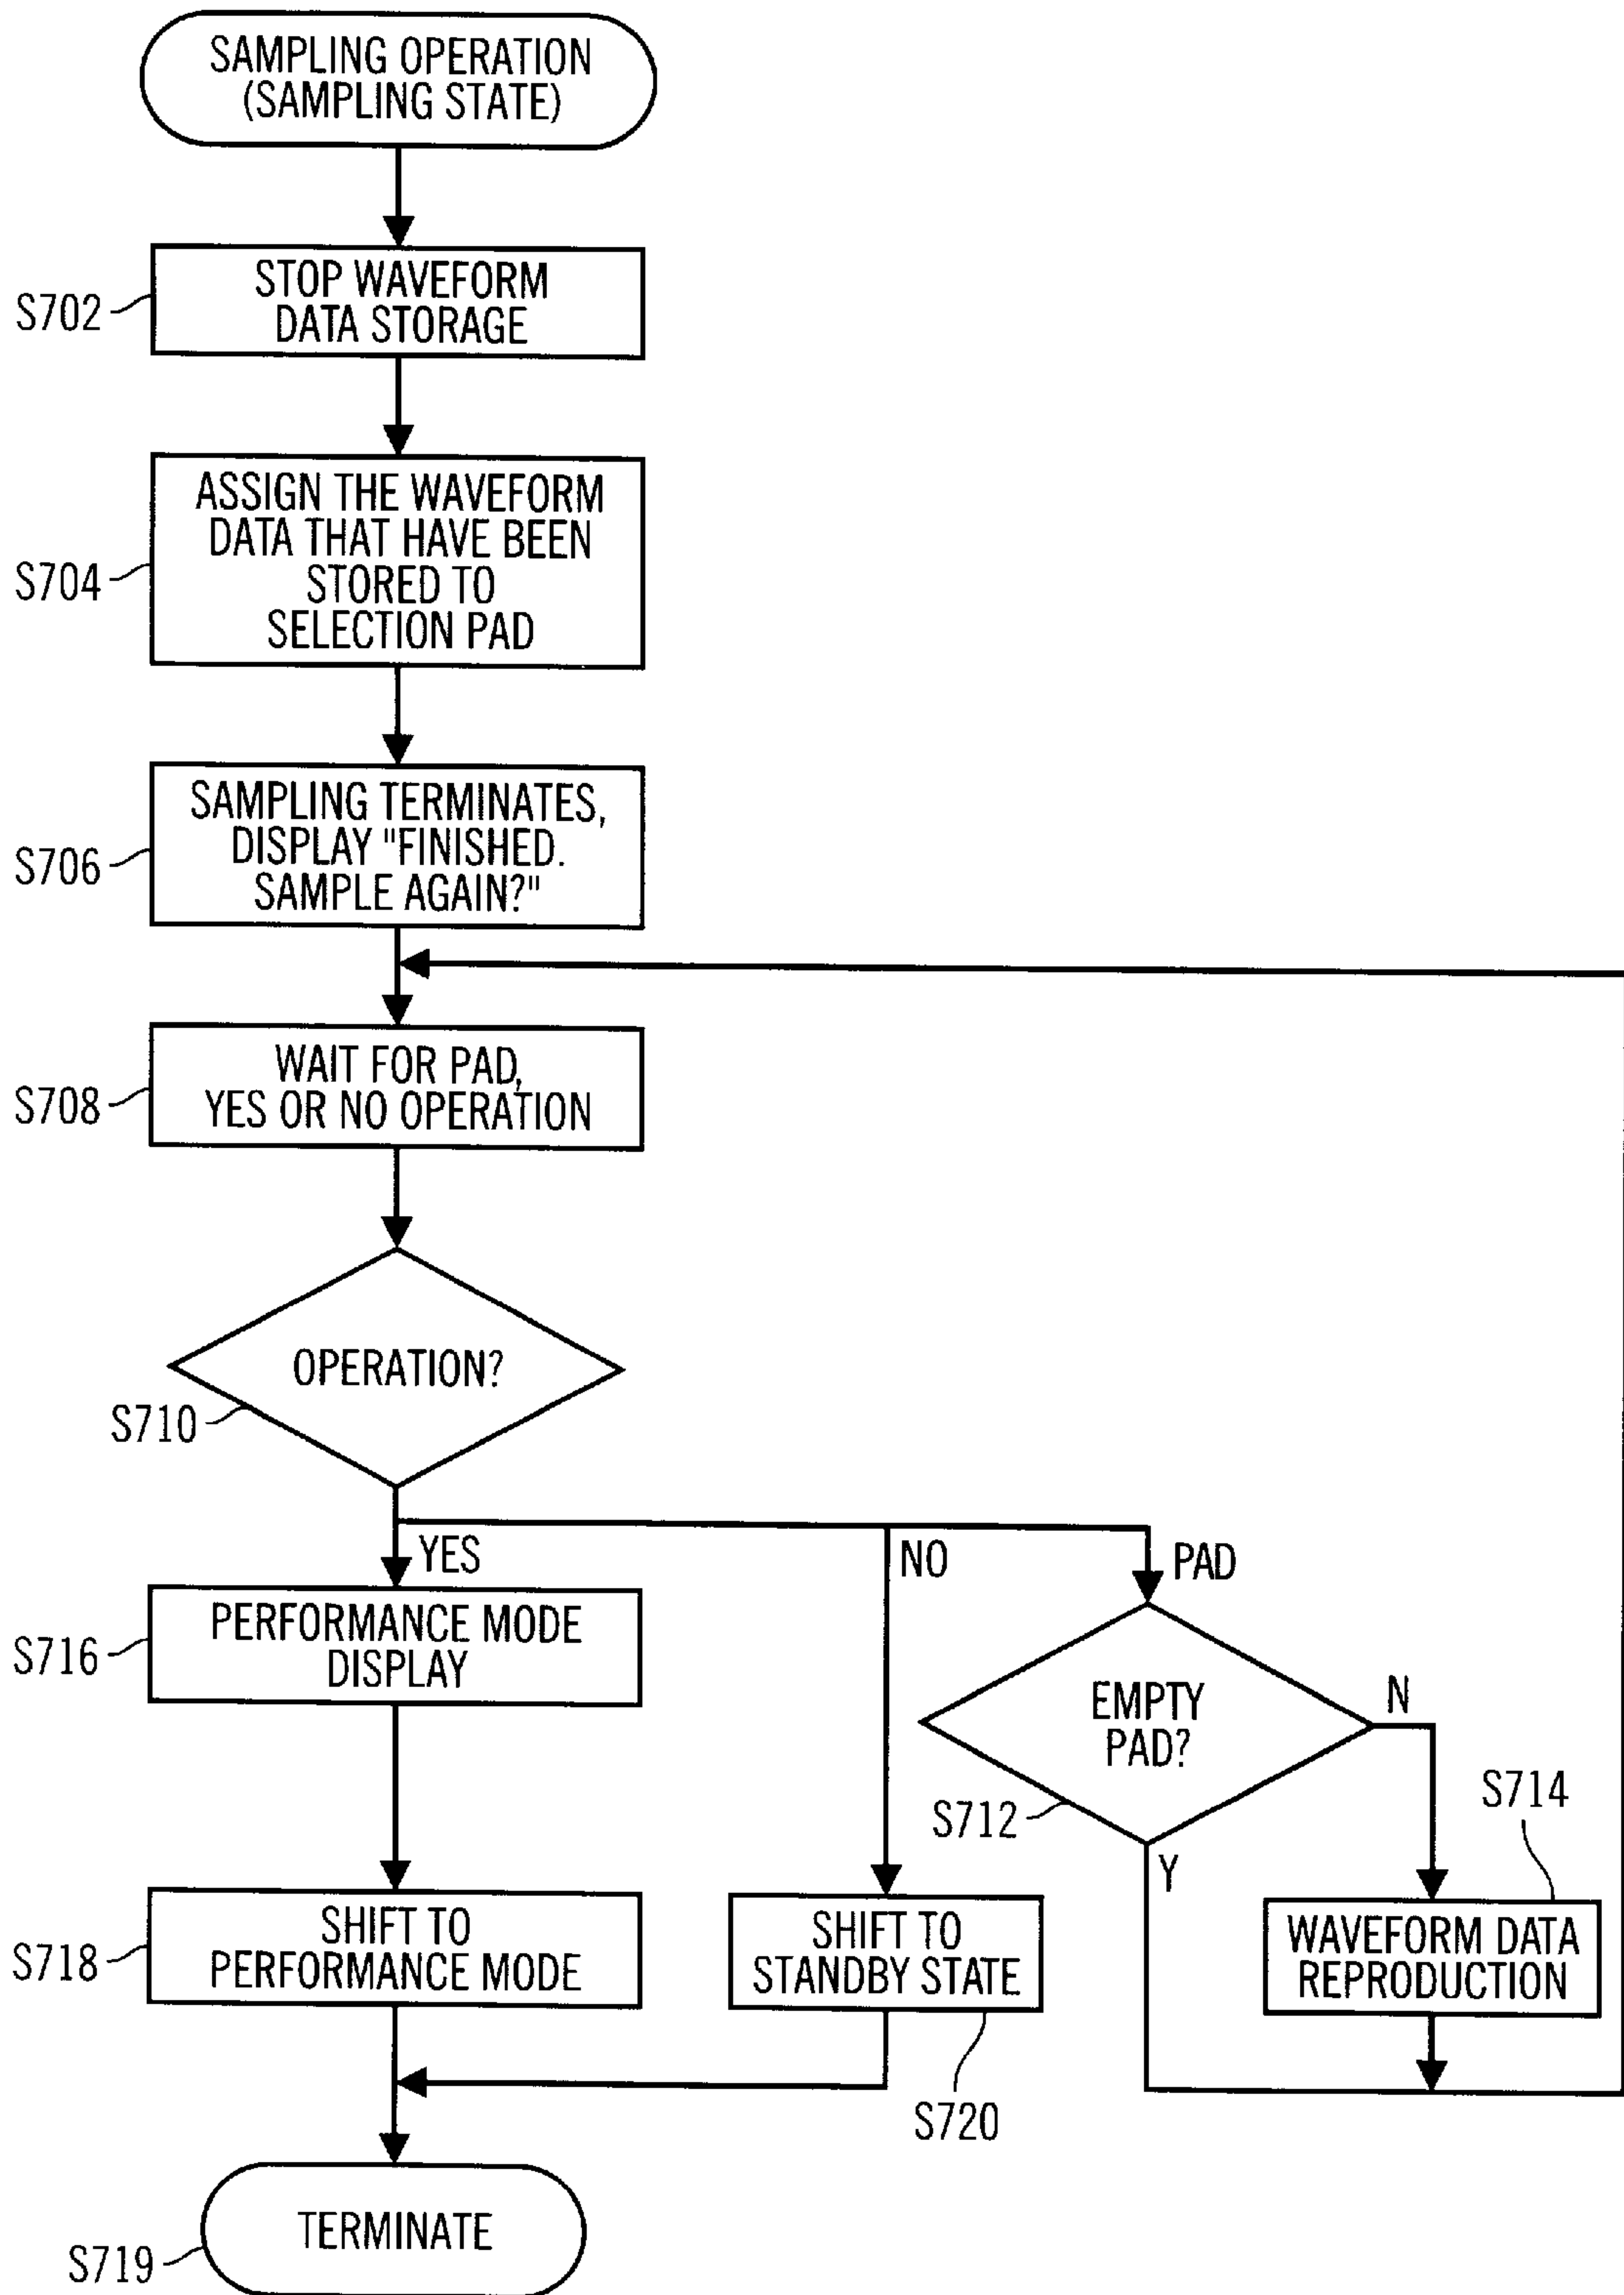 SAMPLING OPERATION
(SAMPLING STATE)
STOP WAVEFORM
DATA STORAGE
S702
ASSIGN THE WAVEFORM
DATA THAT HAVE BEEN
STORED TO
SELECTION PAD
S704
SAMPLING TERMINATES,
DISPLAY "FINISHED.
SAMPLE AGAIN?"
S706
WAIT FOR PAD,
YES OR NO OPERATION
S708
OPERATION?
S710
YES
NO
PAD
PERFORMANCE MODE
DISPLAY
S716
EMPTY
PAD?
N
S712
Y
S714
SHIFT TO
PERFORMANCE MODE
S718
SHIFT TO
STANDBY STATE
S720
WAVEFORM DATA
REPRODUCTION
TERMINATE
S719